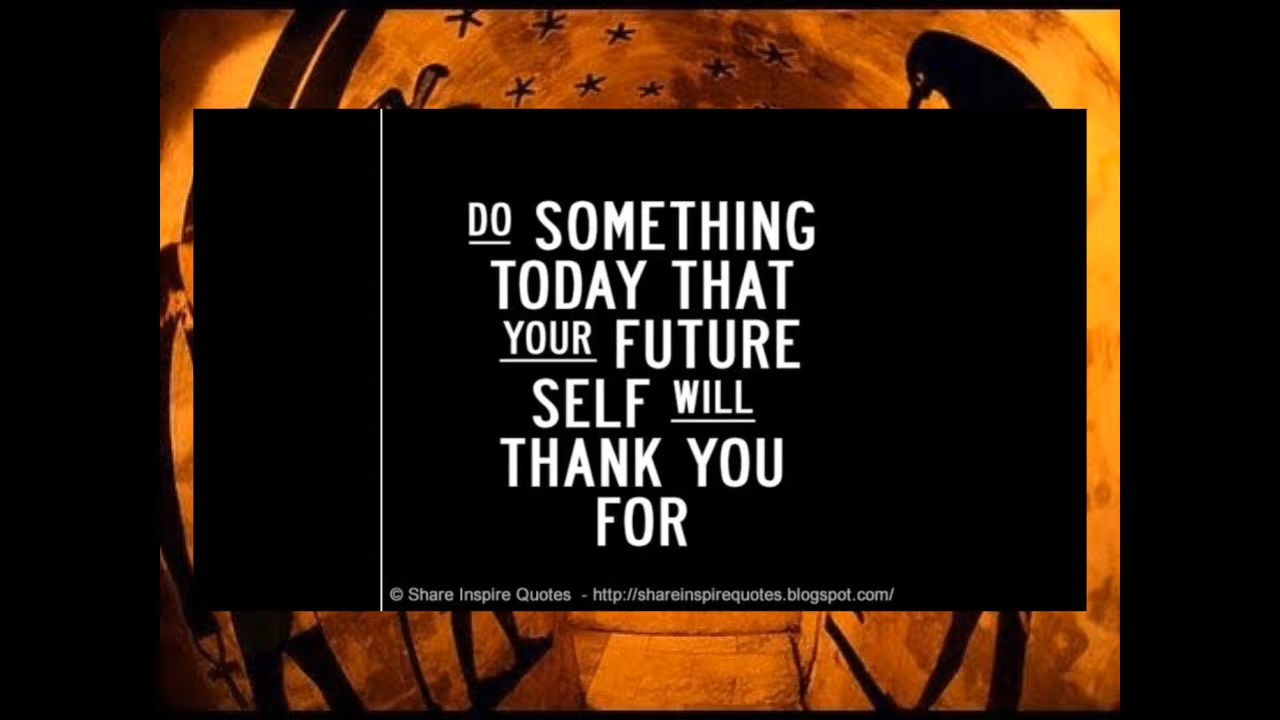 DO SOMETHING
TODAY THAT
YOUR FUTURE
SELF WILL
THANK YOU
FOR
© Share Inspire Quotes - http://shareinspirequotes.blogspot.com/